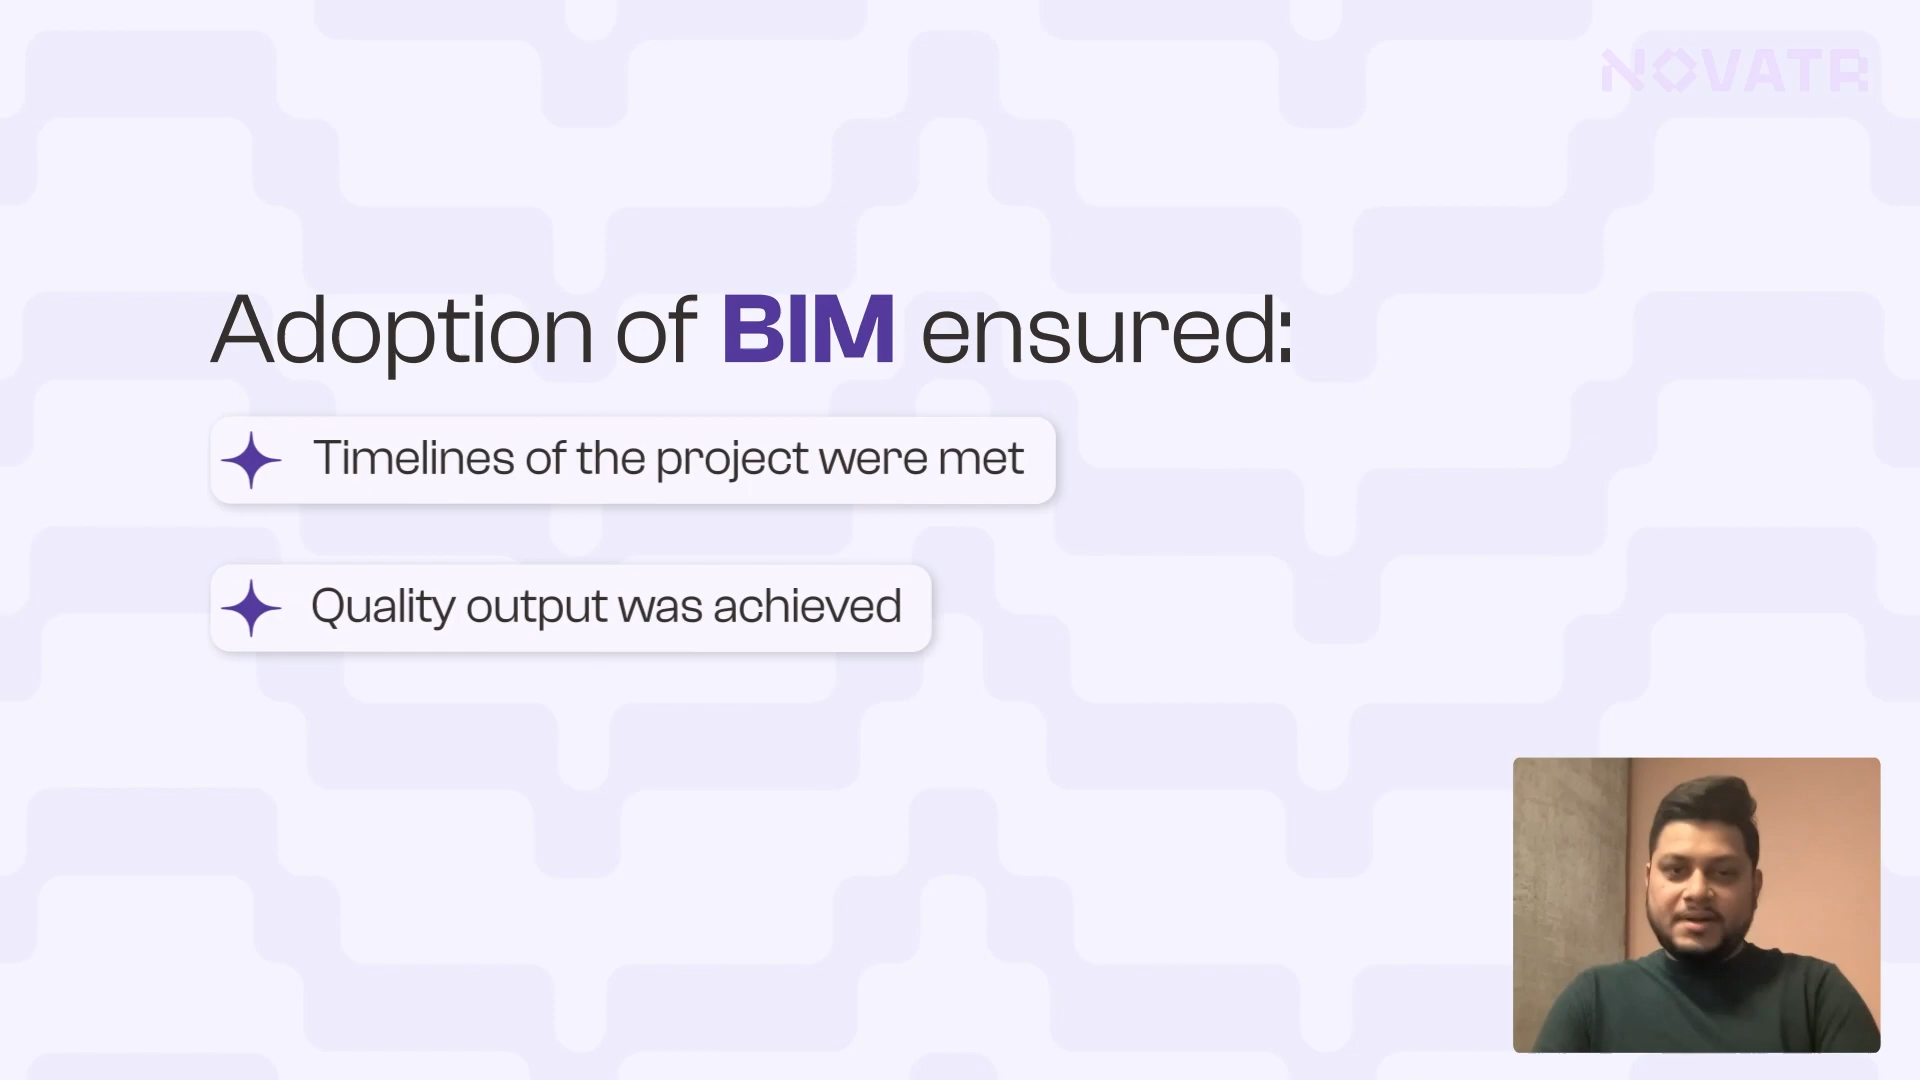 NOVATR
Adoption of BIM ensured:
Timelines of the project were met
Quality output was achieved